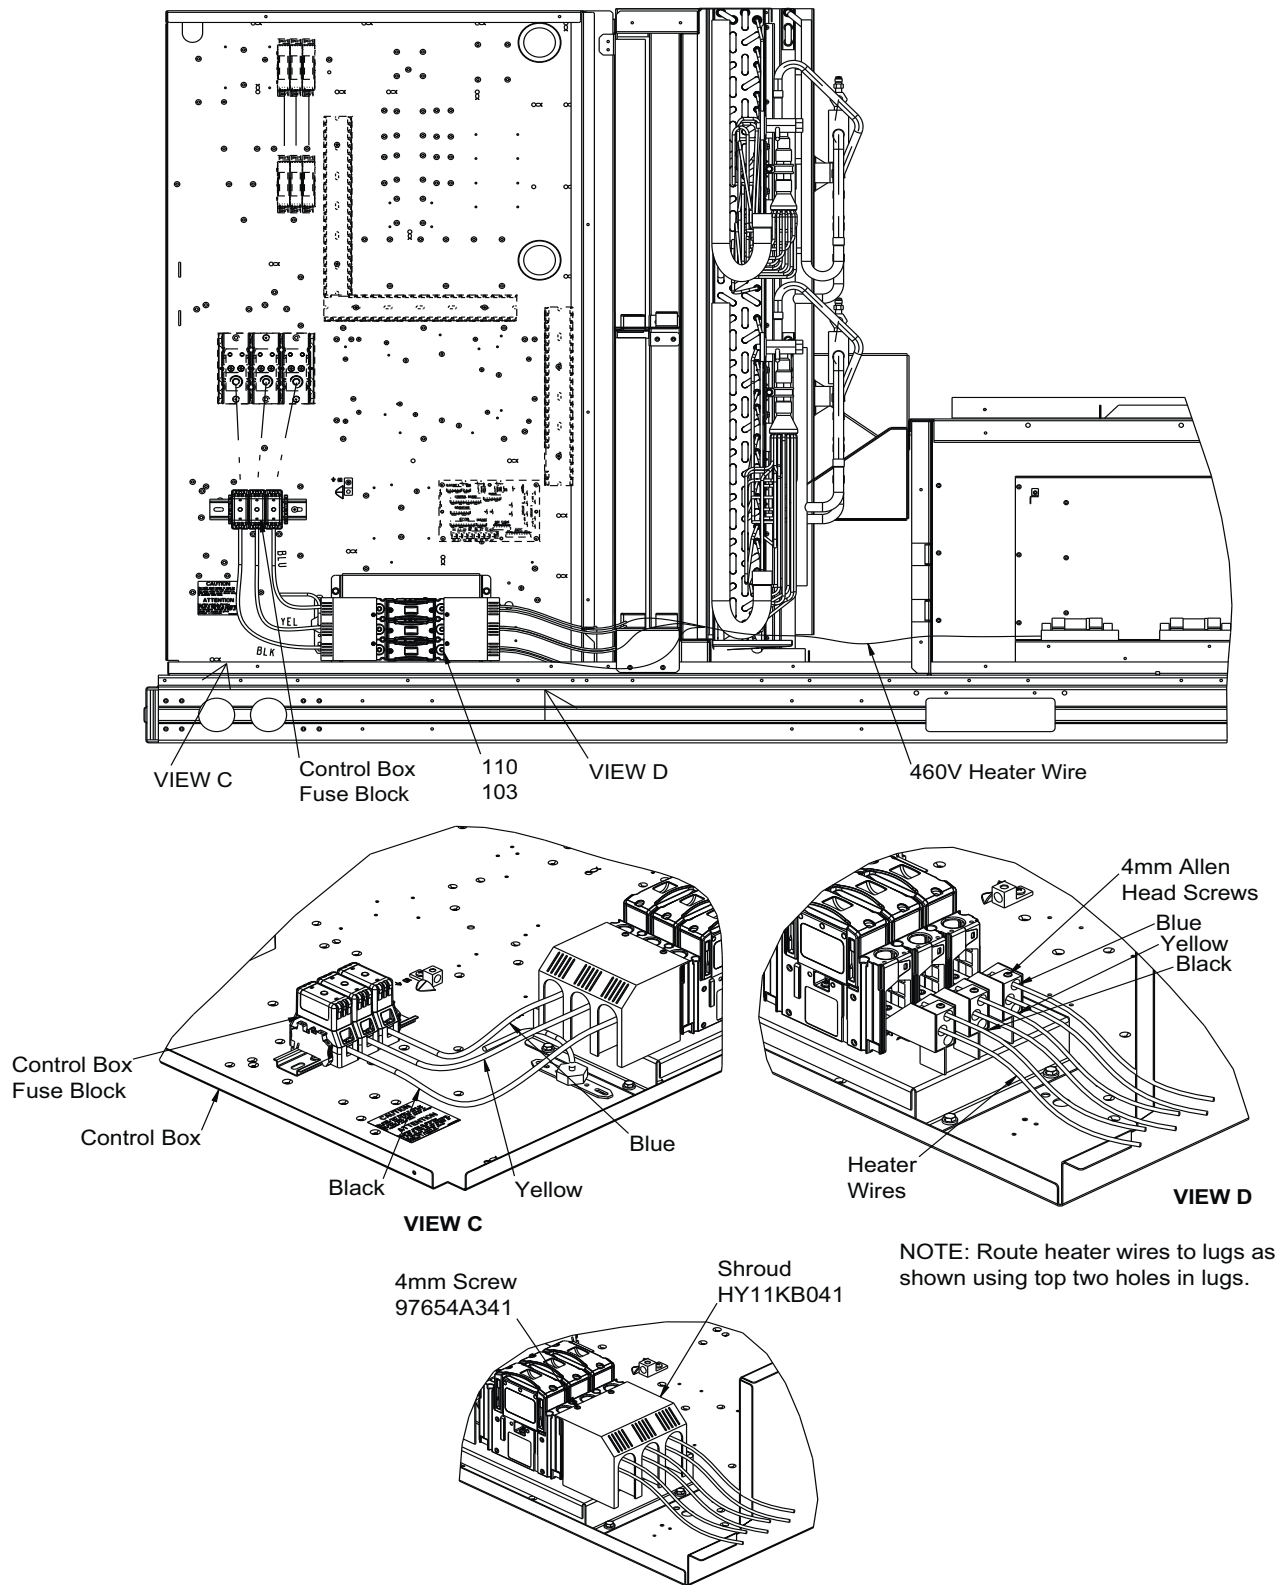 BLU
CAUTION
ATTENTION
YEL
BLK
VIEW C
Control Box
Fuse Block
110
103
VIEW D
460V Heater Wire
4mm Allen
Head Screws
Blue
Yellow
Black
Control Box
Fuse Block
Control Box
CAUTION
ATTENTION
Black
Yellow
Blue
VIEW C
Heater
Wires
VIEW D
NOTE: Route heater wires to lugs as
shown using top two holes in lugs.
4mm Screw
97654A341
Shroud
HY11KB041